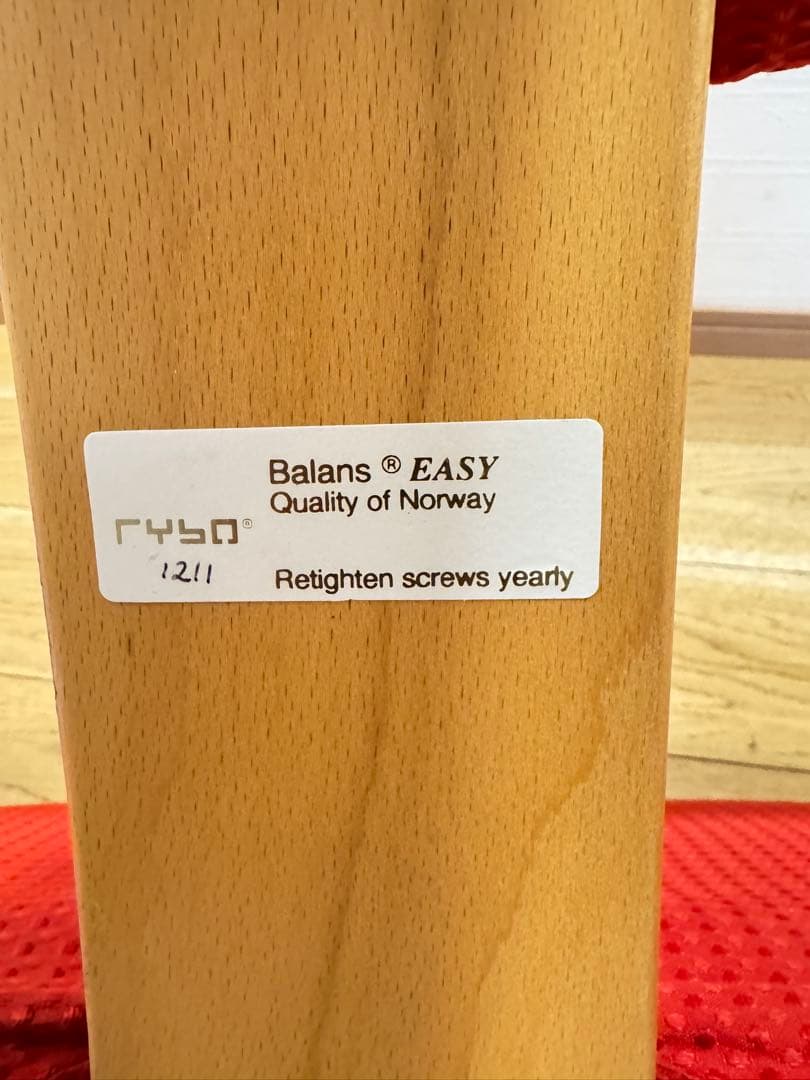 Balans ® EASY
Quality of Norway
rybo®
1211
Retighten screws yearly